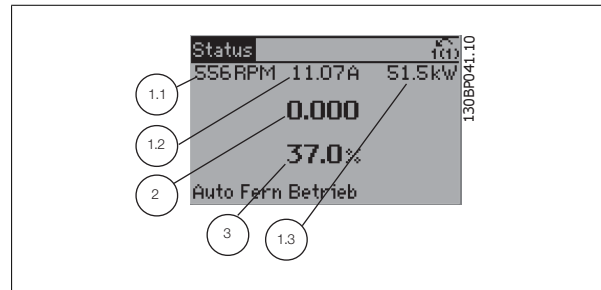 Status 1(1)
556RPM 11.07A 51.5kW
0.000
37.0%
Auto Fern Betrieb
1.1
1.2
2
3
1.3
130BP041.10